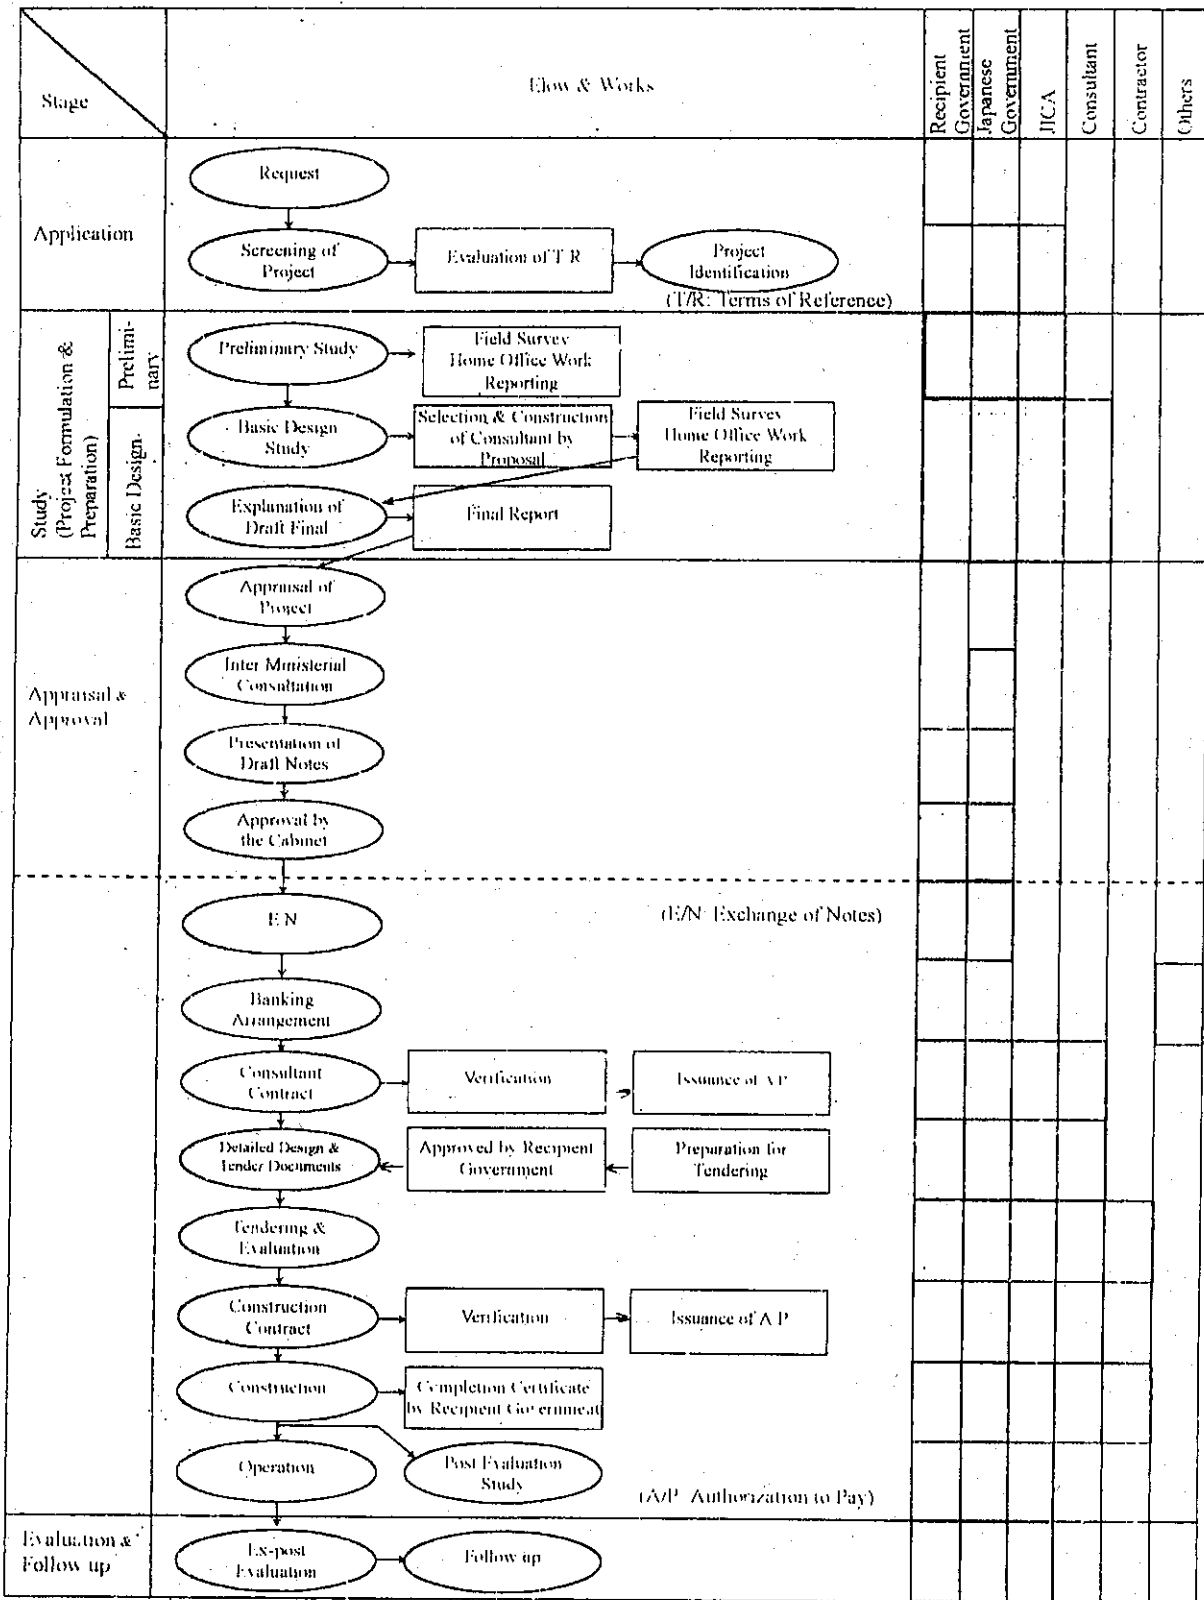 Stage
Flow & Works
Recipient
Government
Japanese
Government
JICA
Consultant
Contractor
Others
Application
Request
Screening of
Project
Evaluation of T/R
Project
Identification
(T/R: Terms of Reference)
Study
(Project Formulation &
Preparation)
Prelimi-
nary
Basic Design
Preliminary Study
Field Survey
Home Office Work
Reporting
Basic Design
Study
Selection & Construction
of Consultant by
Proposal
Field Survey
Home Office Work
Reporting
Explanation of
Draft Final
Final Report
Appraisal &
Approval
Appraisal of
Project
Inter Ministerial
Consultation
Presentation of
Draft Notes
Approval by
the Cabinet
E/N
(E/N: Exchange of Notes)
Banking
Arrangement
Consultant
Contract
Verification
Issuance of A/P
Detailed Design &
Tender Documents
Approved by Recipient
Government
Preparation for
Tendering
Tendering &
Evaluation
Construction
Contract
Verification
Issuance of A/P
Construction
Completion Certificate
by Recipient Government
Operation
Post Evaluation
Study
(A/P: Authorization to Pay)
Evaluation &
Follow up
Ex-post
Evaluation
Follow up